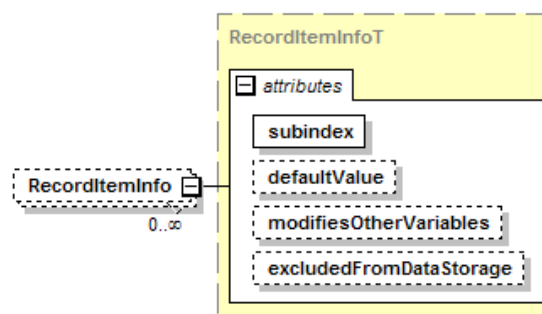 RecordItemInfoT
attributes
subindex
defaultValue
RecordItemInfo
modifiesOtherVariables
0..∞
excludedFromDataStorage